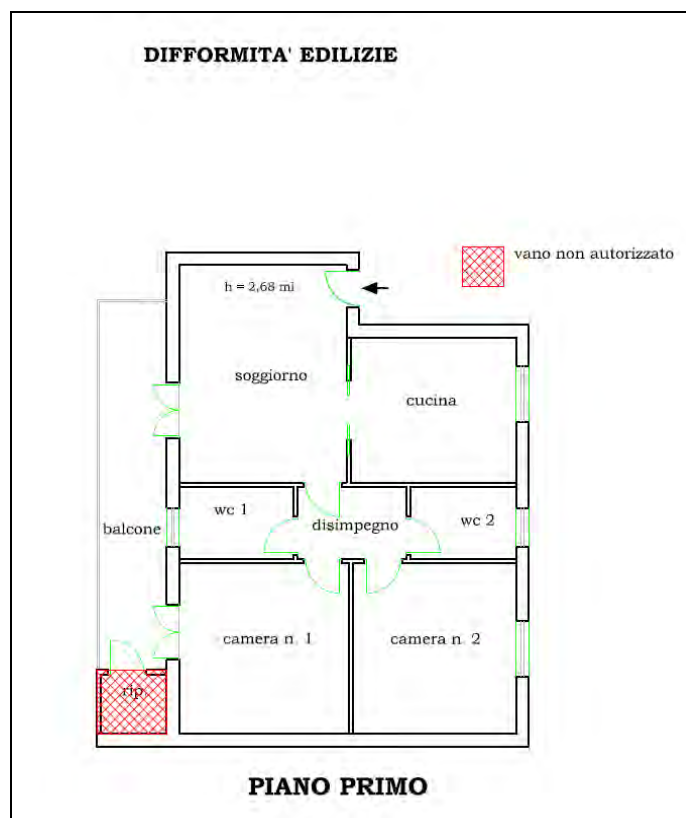 DIFFORMITA' EDILIZIE
vano non autorizzato
h = 2,68 mi
soggiorno
cucina
wc 1
disimpegno
wc 2
balcone
camera n. 1
camera n. 2
rip
PIANO PRIMO